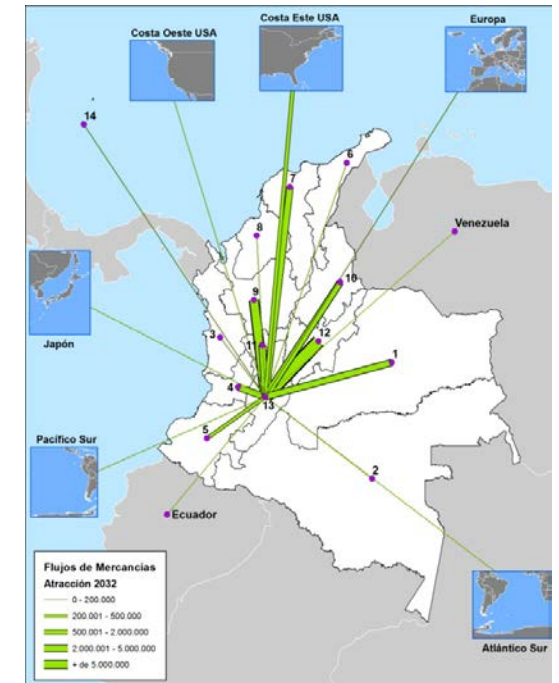 Costa Oeste USA
Costa Este USA
Europa
14
6
7
8
Venezuela
10
9
3
11
12
1
Japón
4
13
5
2
Pacífico Sur
Ecuador
Flujos de Mercancías
Atracción 2032
0 - 200.000
200.001 - 500.000
500.001 - 2.000.000
2.000.001 - 5.000.000
+ de 5.000.000
Atlántico Sur